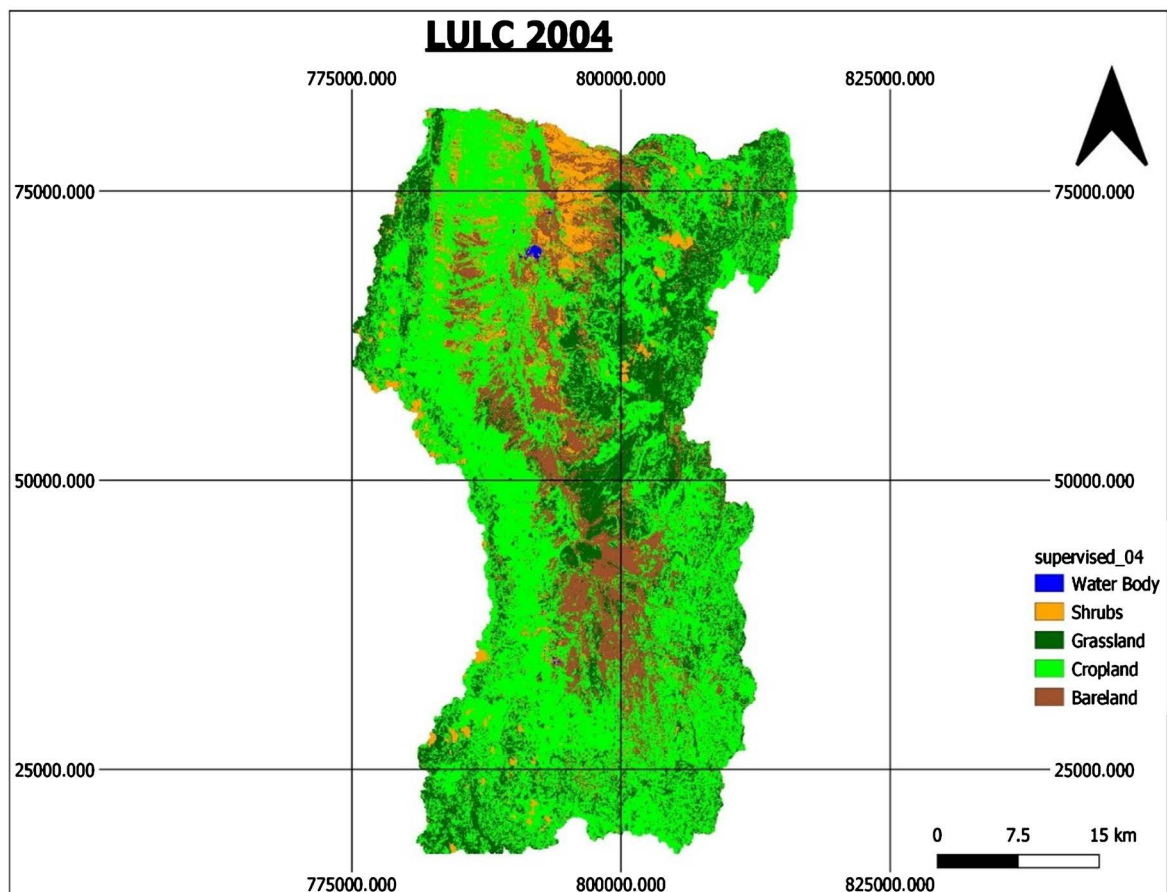 LULC 2004
775000.000 800000.000 825000.000
75000.000 75000.000
50000.000 50000.000
supervised_04
Water Body
Shrubs
Grassland
Cropland
Bareland
25000.000 25000.000
0 7.5 15 km
775000.000 800000.000 825000.000